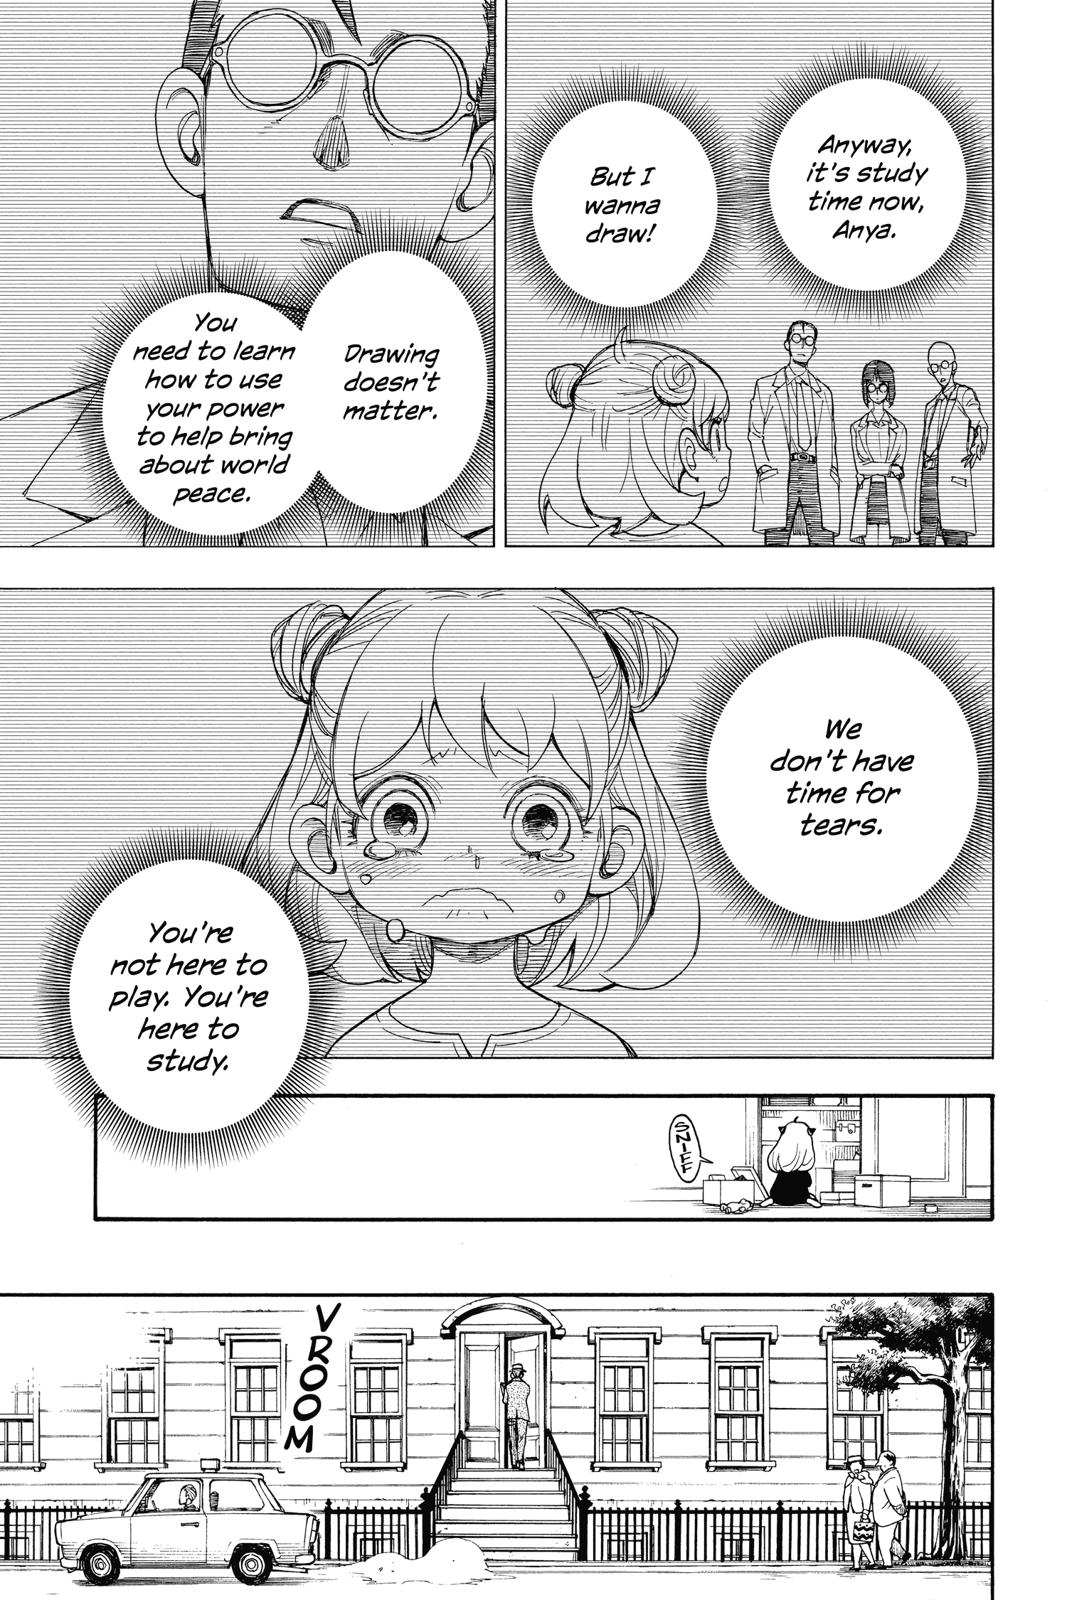 Anyway,
it's study
time now,
Anya.
But I
wanna
draw!
Drawing
doesn't
matter.
You
need to learn
how to use
your power
to help bring
about world
peace.
We
don't have
time for
tears.
You're
not here to
play. You're
here to
study.
SNIFF
VROOM